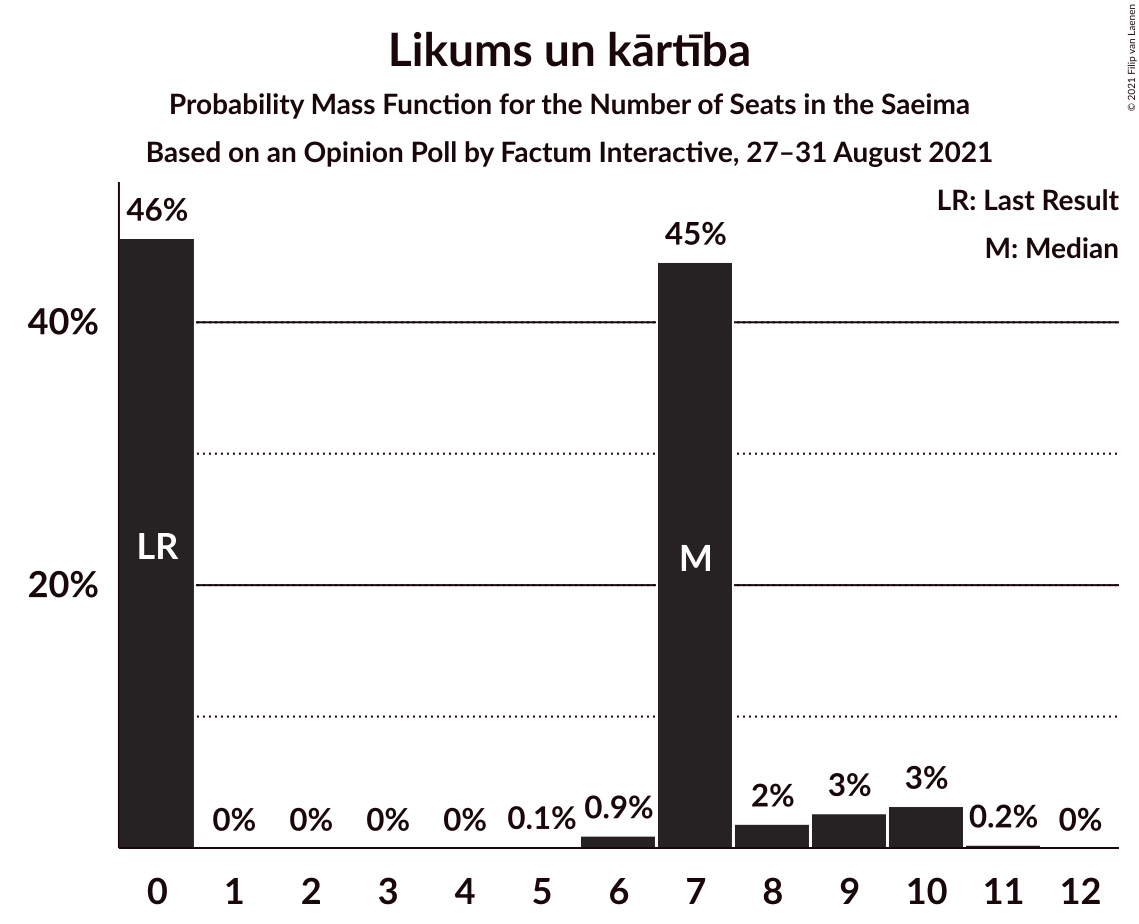 Likums un kārtība
Probability Mass Function for the Number of Seats in the Saeima
Based on an Opinion Poll by Factum Interactive, 27–31 August 2021
© 2021 Filip van Laenen
LR: Last Result
M: Median
46%
45%
40%
LR
M
20%
0%
0%
0%
0%
0.1%
0.9%
2%
3%
3%
0.2%
0%
0 1 2 3 4 5 6 7 8 9 10 11 12